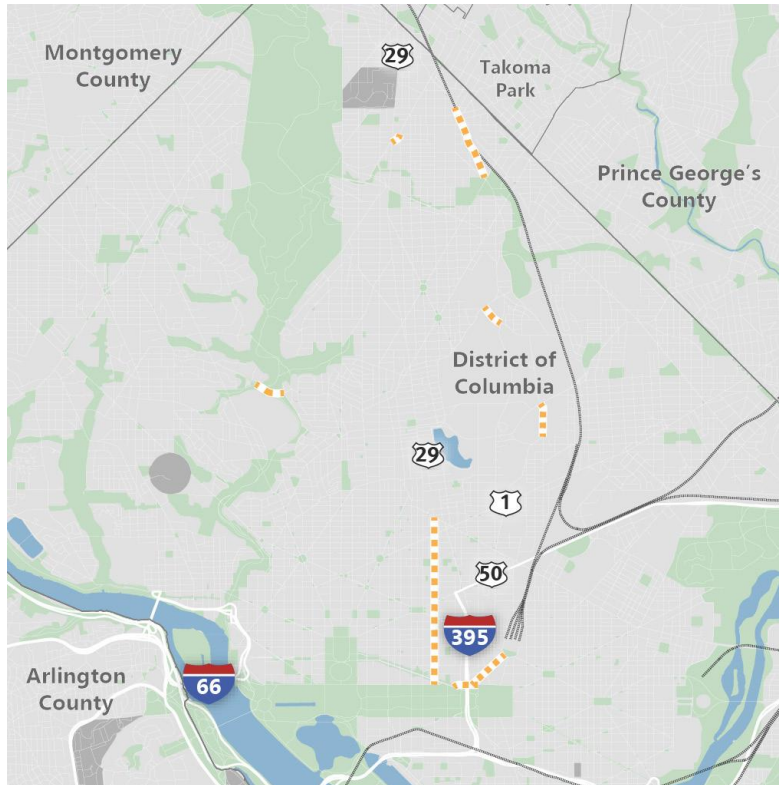 Montgomery
County
29
Takoma
Park
Prince George's
County
District of
Columbia
29
1
50
395
66
Arlington
County